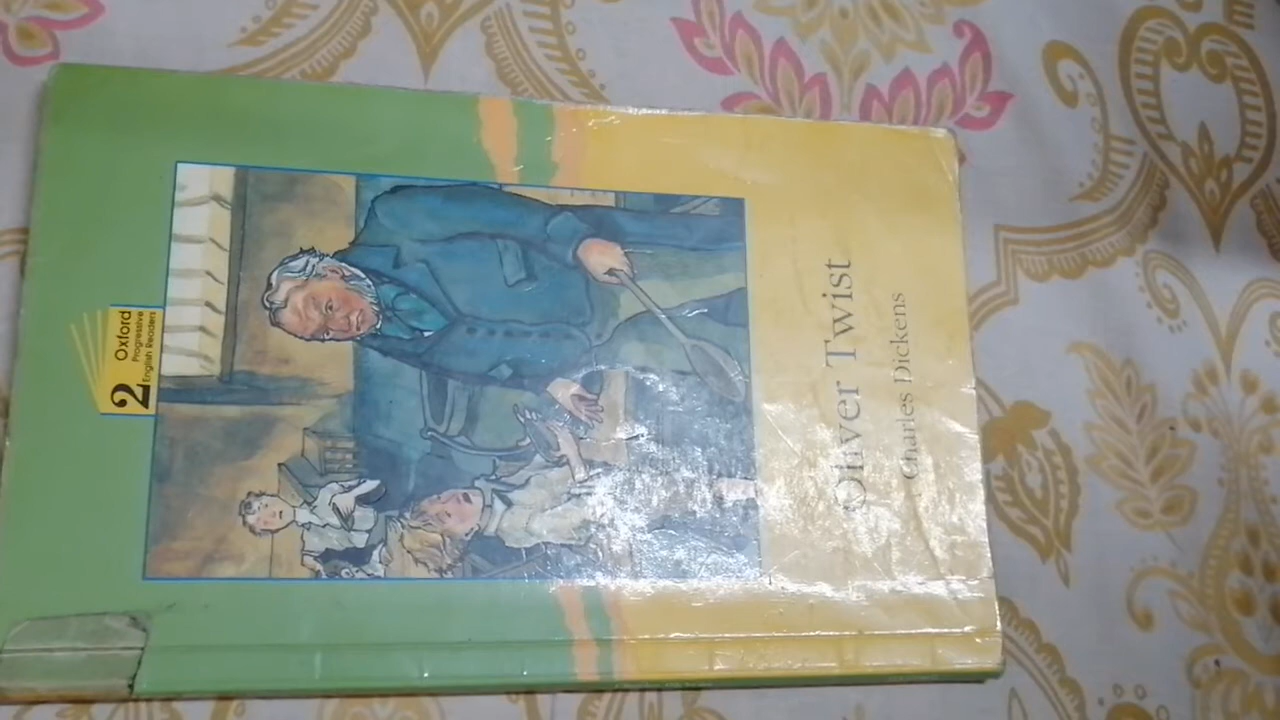 2
Oxford
Progressive
English Readers
Oliver Twist
Charles Dickens